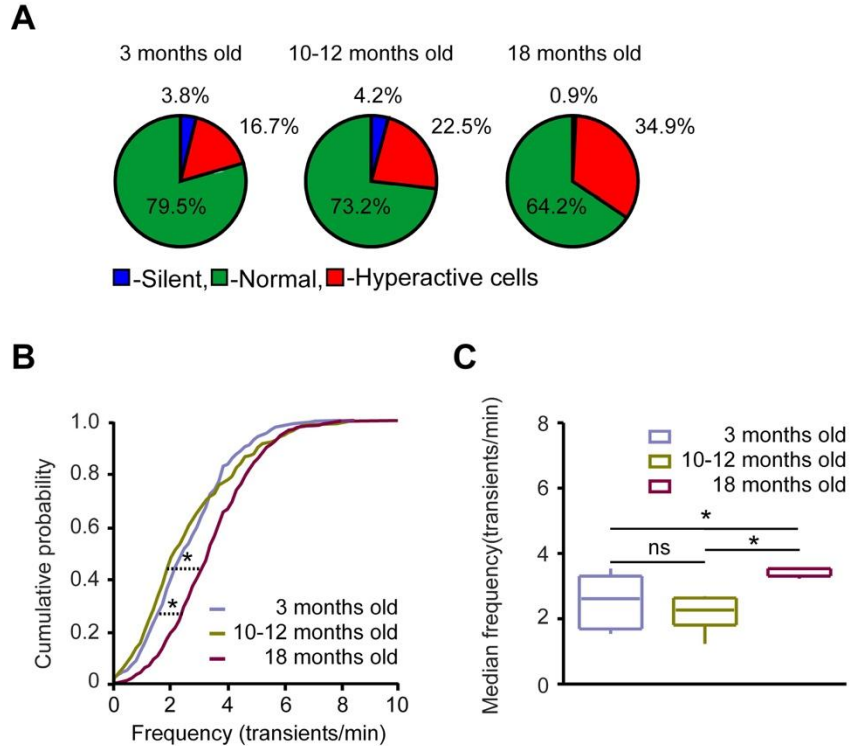 A
3 months old
10-12 months old
18 months old
3.8%
4.2%
0.9%
16.7%
22.5%
34.9%
79.5%
73.2%
64.2%
-Silent, -Normal, -Hyperactive cells
B
Cumulative probability
1.0
0.8
0.6
0.4
0.2
0
*
*
3 months old
10-12 months old
18 months old
0 2 4 6 8 10
Frequency (transients/min)
C
Median frequency(transients/min)
8
6
4
2
0
3 months old
10-12 months old
18 months old
*
ns
*